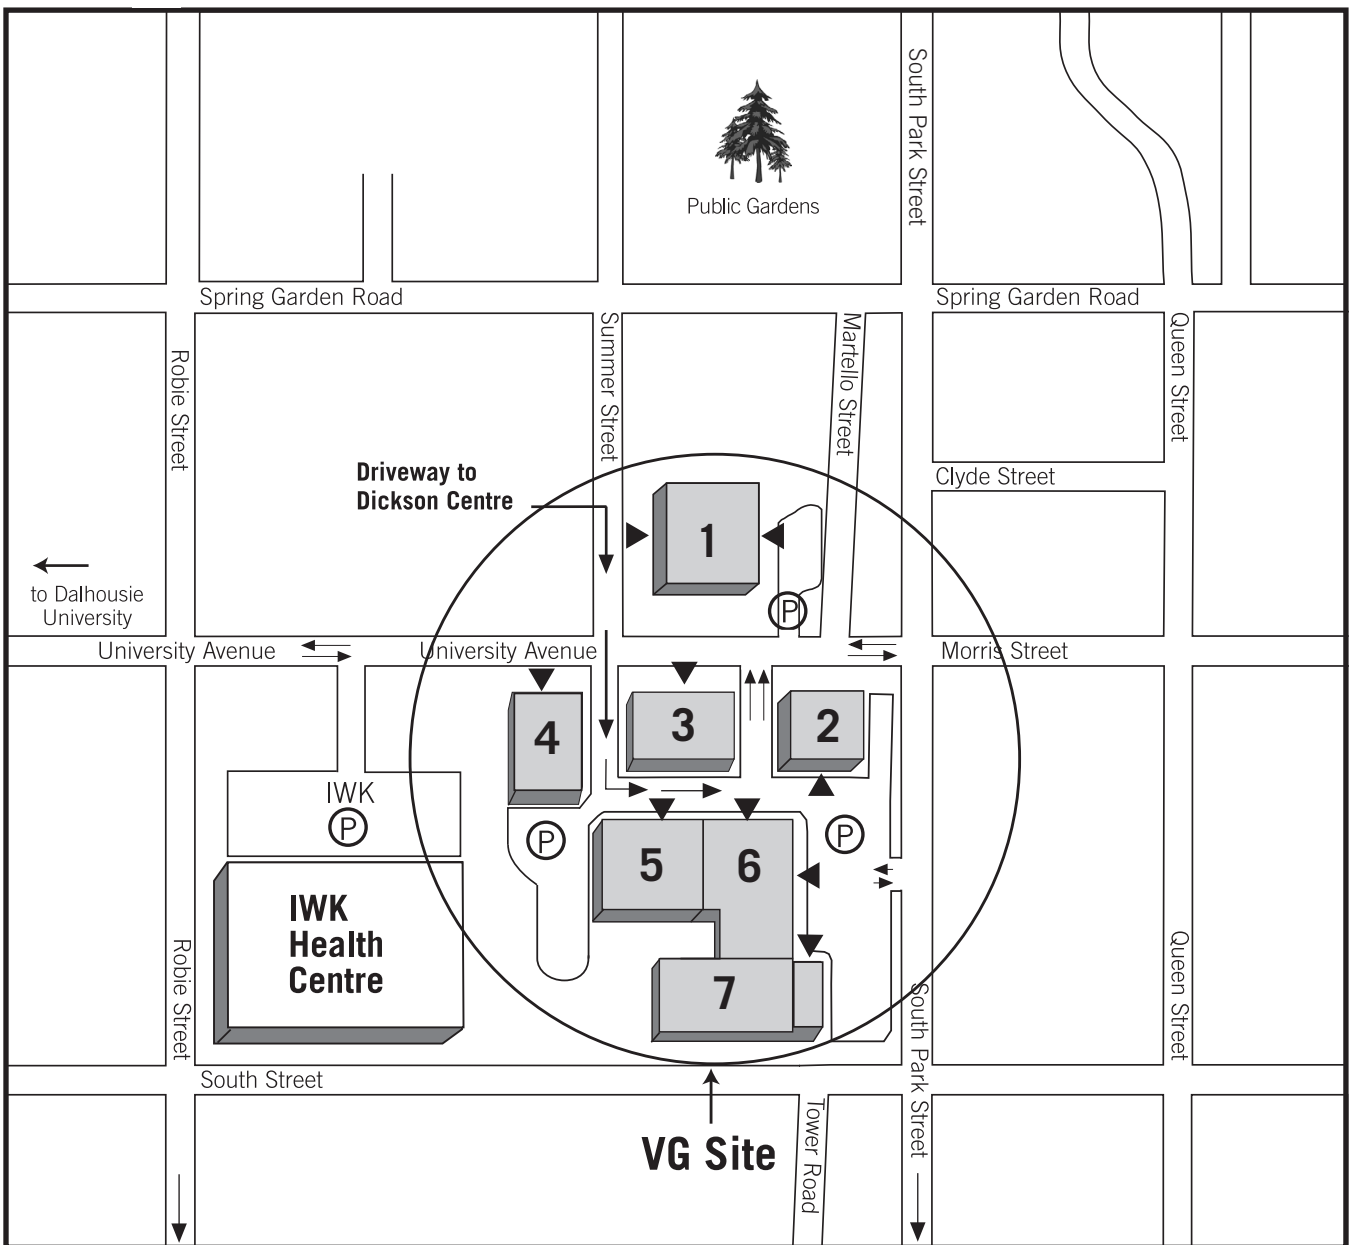 South Park Street
Public Gardens
Spring Garden Road
Spring Garden Road
Robie Street
Summer Street
Martello Street
Queen Street
Driveway to
Dickson Centre
Clyde Street
1
to Dalhousie
University
P
University Avenue
University Avenue
Morris Street
4
3
2
IWK
P
P
P
5
6
IWK
Health
Centre
7
Robie Street
South Park Street
Queen Street
South Street
VG Site
Tower Road